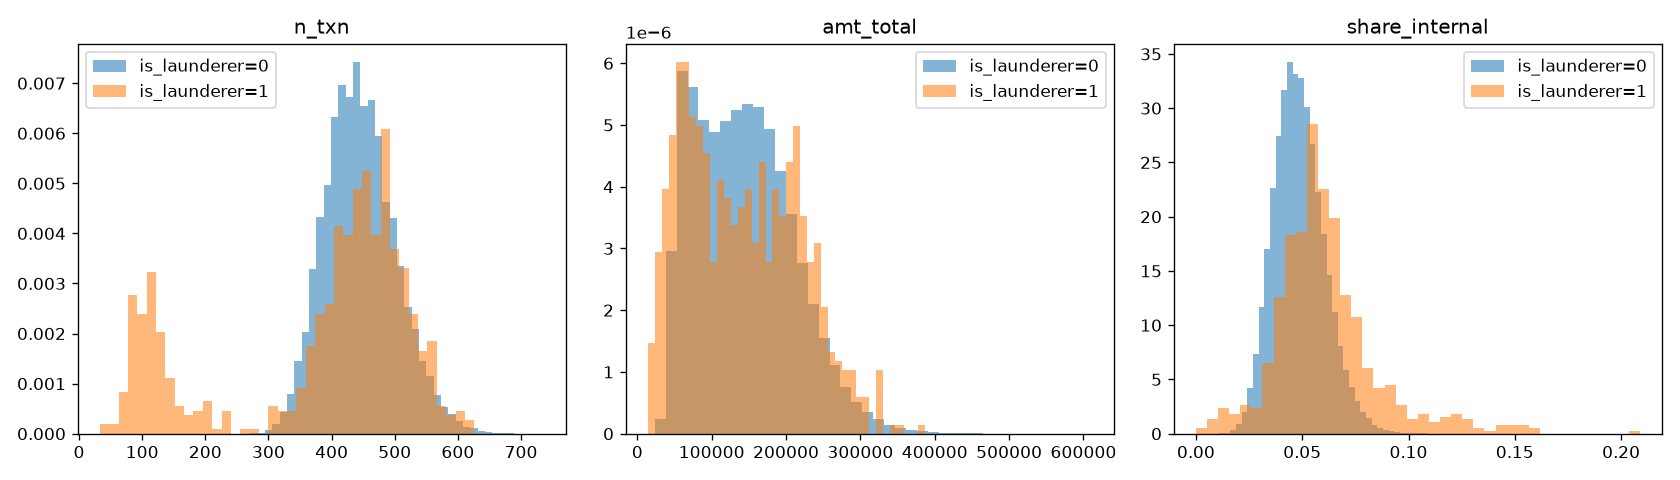 n_txn
is_launderer=0
is_launderer=1
0.007
0.006
0.005
0.004
0.003
0.002
0.001
0.000
0 100 200 300 400 500 600 700
amt_total
1e−6
is_launderer=0
is_launderer=1
6
5
4
3
2
1
0
0 100000 200000 300000 400000 500000 600000
share_internal
is_launderer=0
is_launderer=1
35
30
25
20
15
10
5
0
0.00 0.05 0.10 0.15 0.20